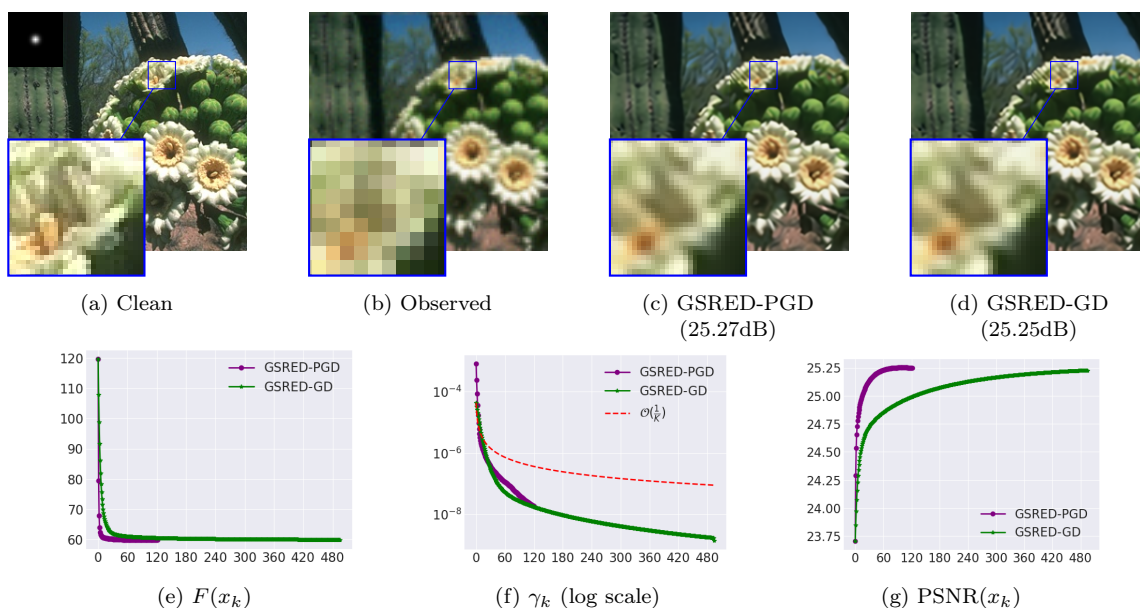 (a) Clean
(b) Observed
(c) GSRED-PGD
(25.27dB)
(d) GSRED-GD
(25.25dB)
120
110
100
90
80
70
60
0 60 120 180 240 300 360 420 480
GSRED-PGD
GSRED-GD
(e) F(x_k)
10⁻⁴
10⁻⁶
10⁻⁸
0 60 120 180 240 300 360 420 480
GSRED-PGD
GSRED-GD
𝒪(1/K)
(f) γ_k (log scale)
25.25
25.00
24.75
24.50
24.25
24.00
23.75
0 60 120 180 240 300 360 420 480
GSRED-PGD
GSRED-GD
(g) PSNR(x_k)